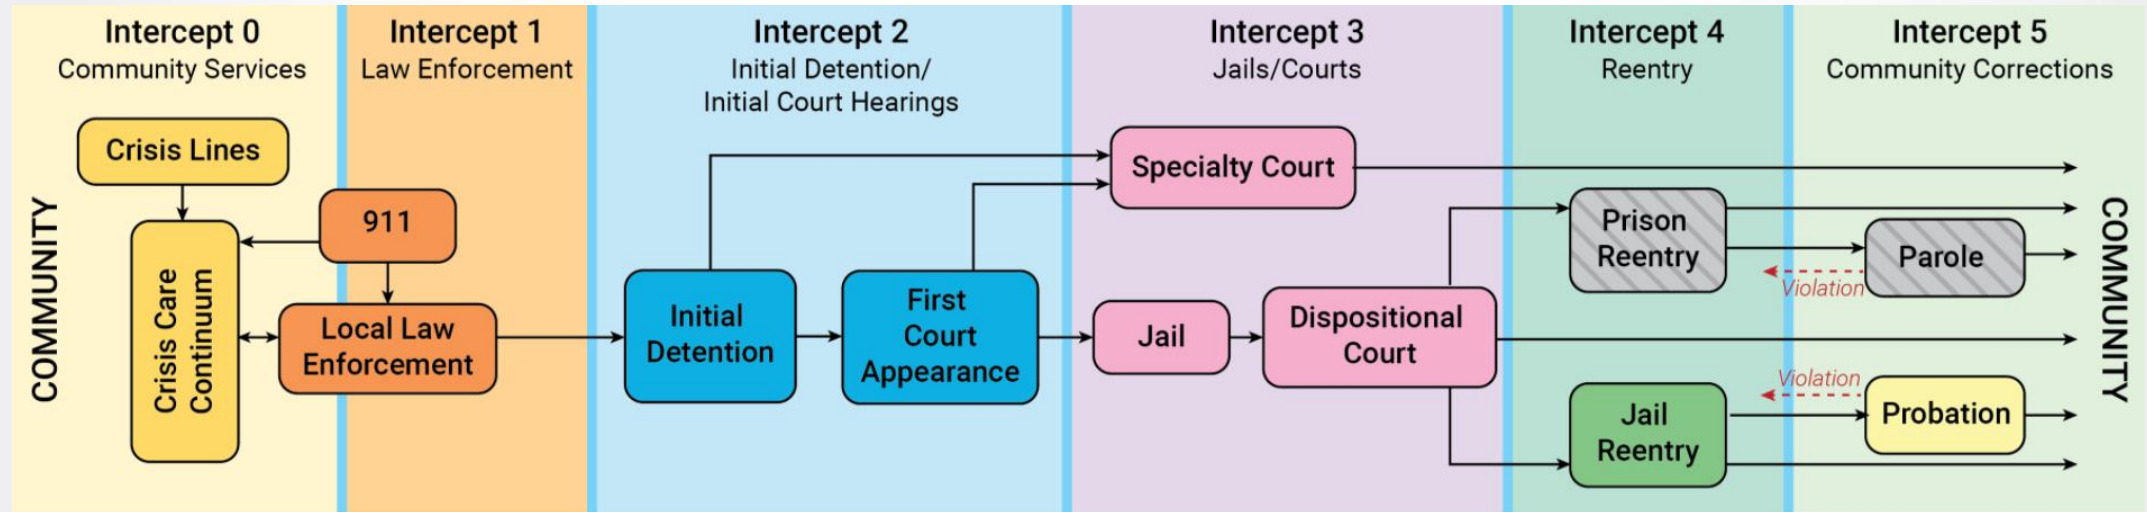 Intercept 0
Community Services
Intercept 1
Law Enforcement
Intercept 2
Initial Detention/
Initial Court Hearings
Intercept 3
Jails/Courts
Intercept 4
Reentry
Intercept 5
Community Corrections
COMMUNITY
Crisis Lines
Crisis Care
Continuum
911
Local Law
Enforcement
Initial
Detention
First
Court
Appearance
Specialty Court
Jail
Dispositional
Court
Prison
Reentry
Parole
Violation
Jail
Reentry
Violation
Probation
COMMUNITY